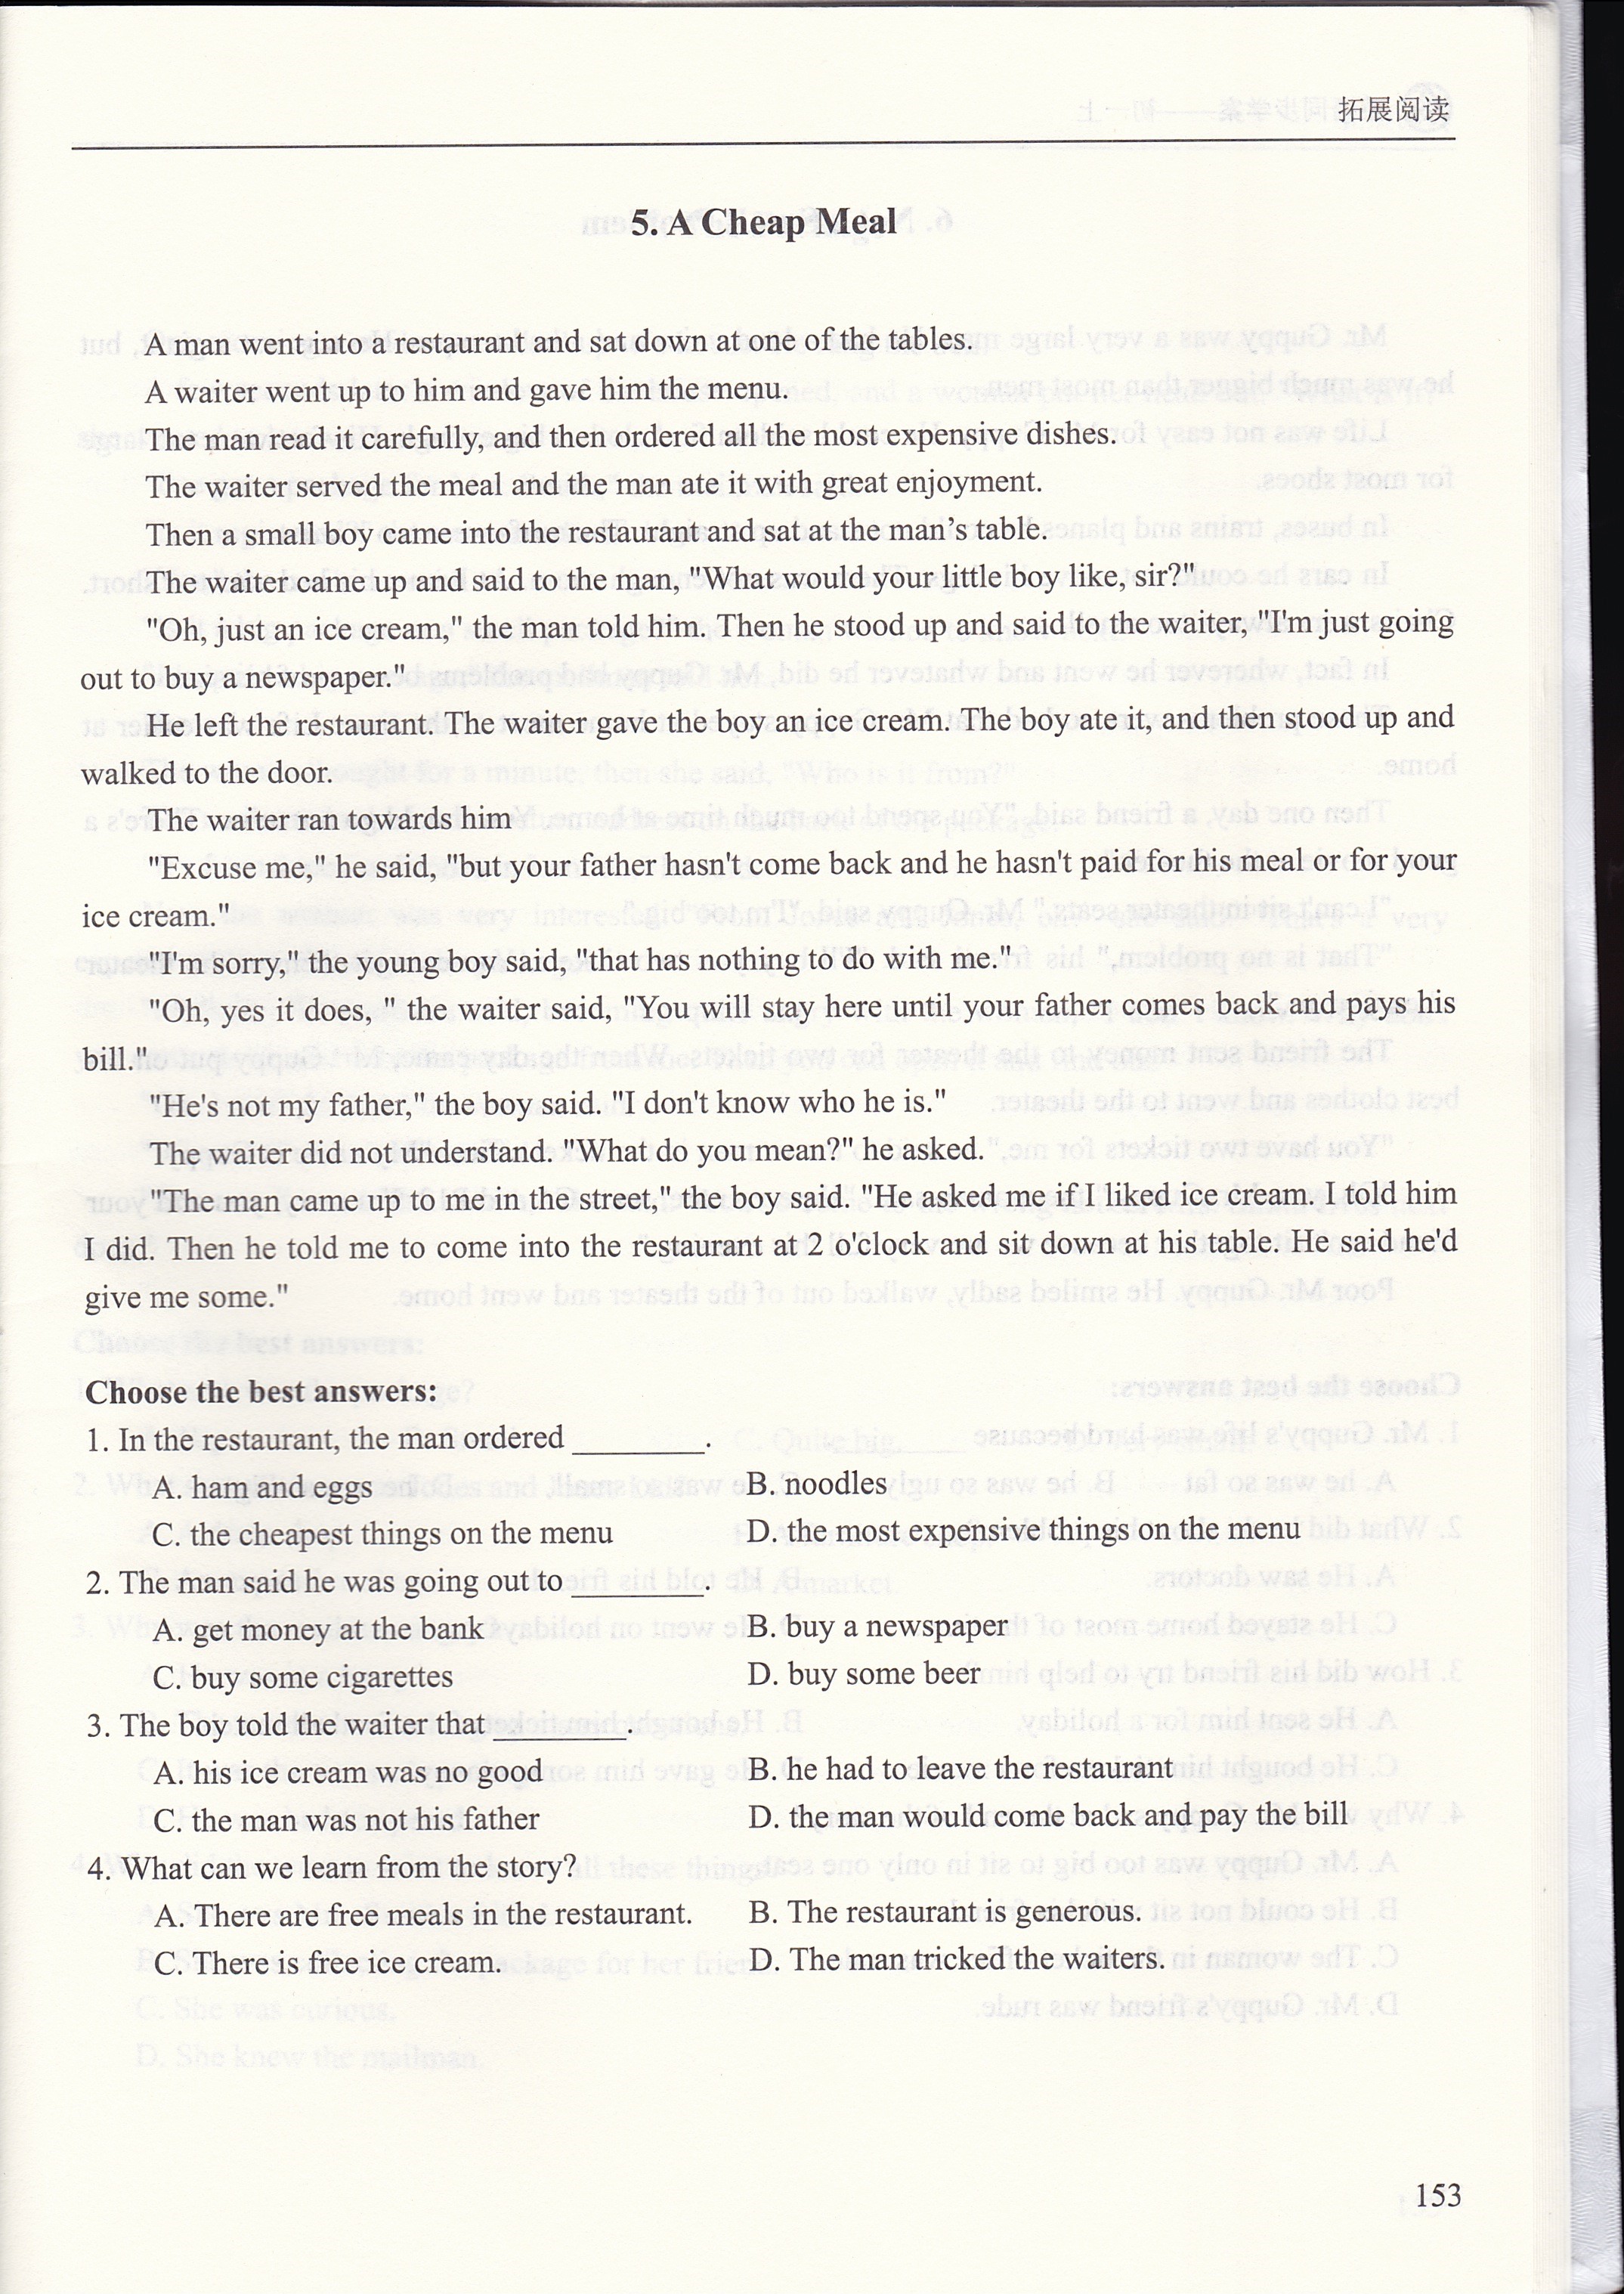 拓展阅读
5. A Cheap Meal
A man went into a restaurant and sat down at one of the tables.
A waiter went up to him and gave him the menu.
The man read it carefully, and then ordered all the most expensive dishes.
The waiter served the meal and the man ate it with great enjoyment.
Then a small boy came into the restaurant and sat at the man’s table.
The waiter came up and said to the man, "What would your little boy like, sir?"
"Oh, just an ice cream," the man told him. Then he stood up and said to the waiter, "I'm just going
out to buy a newspaper."
He left the restaurant. The waiter gave the boy an ice cream. The boy ate it, and then stood up and
walked to the door.
The waiter ran towards him
"Excuse me," he said, "but your father hasn't come back and he hasn't paid for his meal or for your
ice cream."
"I'm sorry," the young boy said, "that has nothing to do with me."
"Oh, yes it does, " the waiter said, "You will stay here until your father comes back and pays his
bill."
"He's not my father," the boy said. "I don't know who he is."
The waiter did not understand. "What do you mean?" he asked.
"The man came up to me in the street," the boy said. "He asked me if I liked ice cream. I told him
I did. Then he told me to come into the restaurant at 2 o'clock and sit down at his table. He said he'd
give me some."
Choose the best answers:
1. In the restaurant, the man ordered ________.
A. ham and eggs B. noodles
C. the cheapest things on the menu D. the most expensive things on the menu
2. The man said he was going out to ________.
A. get money at the bank B. buy a newspaper
C. buy some cigarettes D. buy some beer
3. The boy told the waiter that ________.
A. his ice cream was no good B. he had to leave the restaurant
C. the man was not his father D. the man would come back and pay the bill
4. What can we learn from the story?
A. There are free meals in the restaurant. B. The restaurant is generous.
C. There is free ice cream. D. The man tricked the waiters.
153